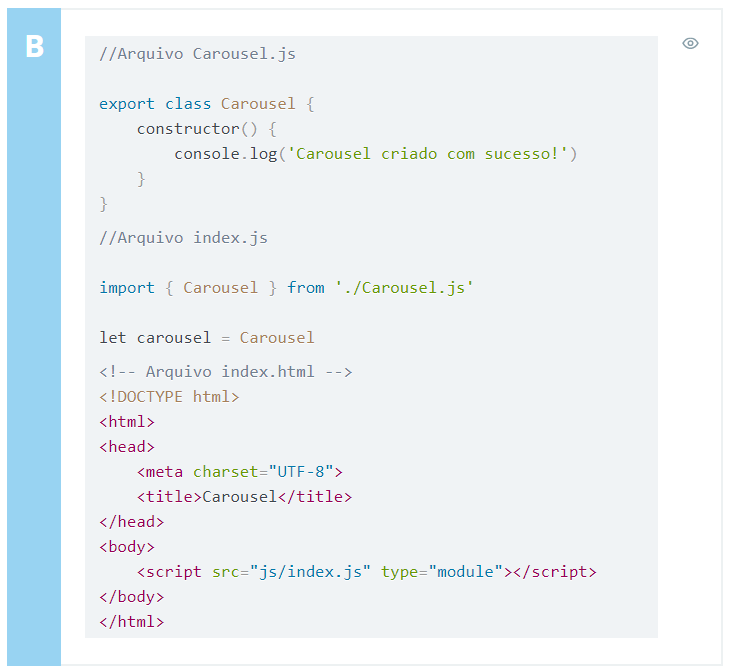 B
//Arquivo Carousel.js
export class Carousel {
    constructor() {
        console.log('Carousel criado com sucesso!')
    }
}
//Arquivo index.js
import { Carousel } from './Carousel.js'
let carousel = Carousel
<!-- Arquivo index.html -->
<!DOCTYPE html>
<html>
<head>
    <meta charset="UTF-8">
    <title>Carousel</title>
</head>
<body>
    <script src="js/index.js" type="module"></script>
</body>
</html>